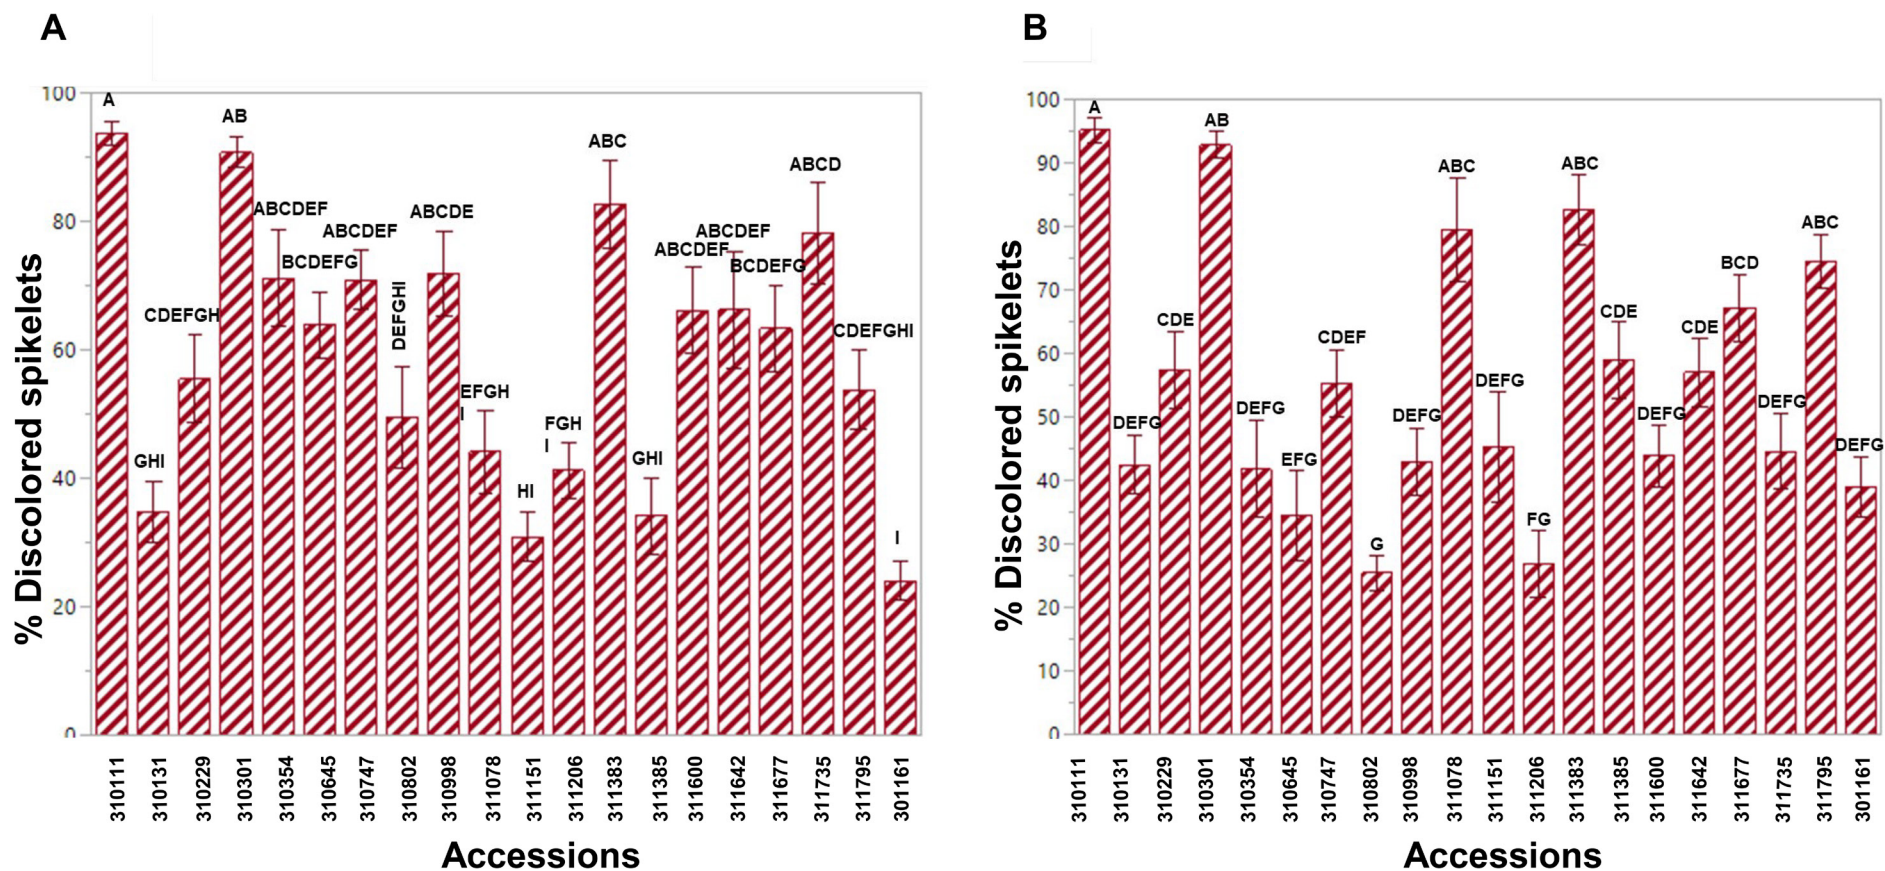 A
% Discolored spikelets
100
80
60
40
20
0
A
GHI
CDEFGH
AB
ABCDEF
BCDEFG
ABCDEF
DEFGHI
ABCDE
EFGH
I
HI
FGH
I
ABC
GHI
ABCDEF
ABCDEF
BCDEFG
ABCD
CDEFGHI
I
310111
310131
310229
310301
310354
310645
310747
310802
310998
311078
311151
311206
311383
311385
311600
311642
311677
311735
311795
301161
Accessions
B
% Discolored spikelets
100
90
80
70
60
50
40
30
20
10
0
A
DEFG
CDE
AB
DEFG
EFG
CDEF
G
DEFG
ABC
DEFG
FG
ABC
CDE
DEFG
CDE
BCD
DEFG
ABC
DEFG
310111
310131
310229
310301
310354
310645
310747
310802
310998
311078
311151
311206
311383
311385
311600
311642
311677
311735
311795
301161
Accessions